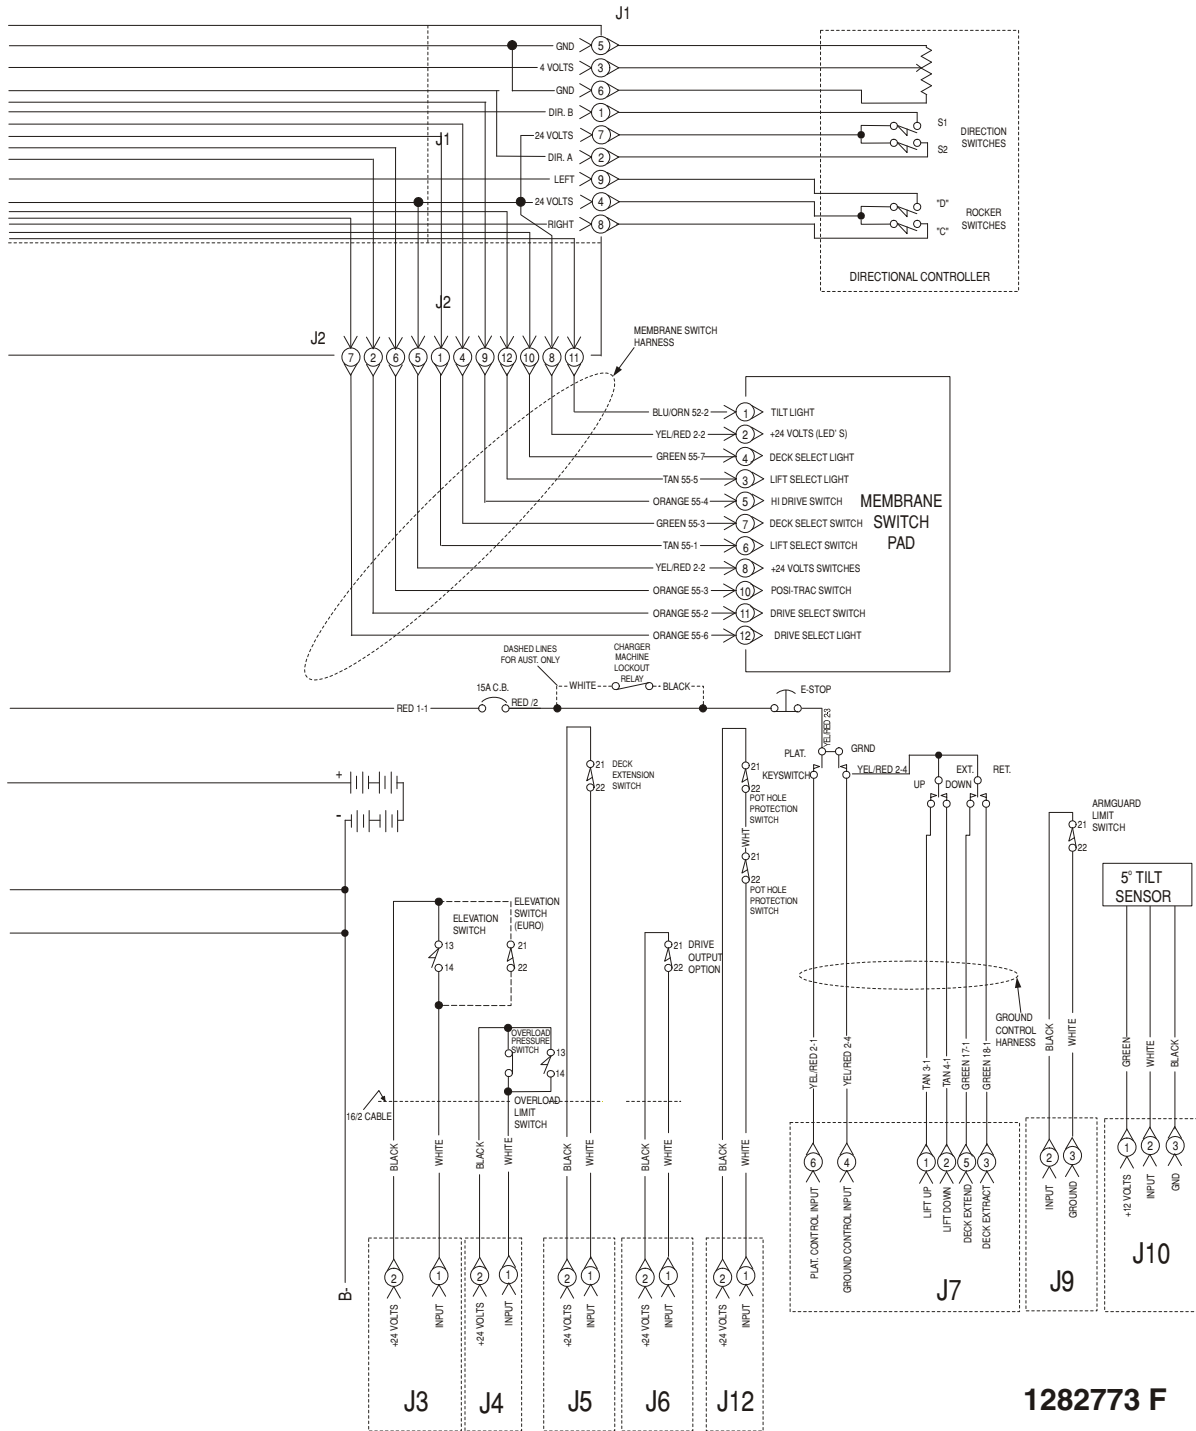 J1
GND 5
4 VOLTS 3
GND 6
DIR. B 1
24 VOLTS 7
DIR. A 2
LEFT 9
24 VOLTS 4
RIGHT 8
J1
S1
S2
DIRECTION
SWITCHES
"D"
"C"
ROCKER
SWITCHES
DIRECTIONAL CONTROLLER
J2
J2
7 2 6 5 1 4 9 12 10 8 11
MEMBRANE SWITCH
HARNESS
BLU/ORN 52-2 1 TILT LIGHT
YEL/RED 2-2 2 +24 VOLTS (LED' S)
GREEN 55-7 4 DECK SELECT LIGHT
TAN 55-5 3 LIFT SELECT LIGHT
ORANGE 55-4 5 HI DRIVE SWITCH
GREEN 55-3 7 DECK SELECT SWITCH
TAN 55-1 6 LIFT SELECT SWITCH
YEL/RED 2-2 8 +24 VOLTS SWITCHES
ORANGE 55-3 10 POSI-TRAC SWITCH
ORANGE 55-2 11 DRIVE SELECT SWITCH
ORANGE 55-6 12 DRIVE SELECT LIGHT
MEMBRANE
SWITCH
PAD
DASHED LINES
FOR AUST. ONLY
CHARGER
MACHINE
LOCKOUT
RELAY
WHITE
BLACK
15A C.B.
RED 1-1
RED /2
E-STOP
YEL/RED 2-3
PLAT.
GRND
KEYSWITCH
YEL/RED 2-4
UP
DOWN
EXT.
RET.
21
22
DECK
EXTENSION
SWITCH
21
22
POT HOLE
PROTECTION
SWITCH
WHT
21
22
POT HOLE
PROTECTION
SWITCH
+
-
ARMGUARD
LIMIT
SWITCH
21
22
5° TILT
SENSOR
ELEVATION
SWITCH
13
14
ELEVATION
SWITCH
(EURO)
21
22
21
22
DRIVE
OUTPUT
OPTION
OVERLOAD
PRESSURE
SWITCH
13
14
OVERLOAD
LIMIT
SWITCH
16/2 CABLE
GROUND
CONTROL
HARNESS
BLACK
WHITE
BLACK
WHITE
BLACK
WHITE
BLACK
WHITE
BLACK
WHITE
YEL/RED 2-1
YEL/RED 2-4
TAN 3-1
TAN 4-1
GREEN 17-1
GREEN 18-1
BLACK
WHITE
GREEN
WHITE
BLACK
6 PLAT. CONTROL INPUT
4 GROUND CONTROL INPUT
1 LIFT UP
2 LIFT DOWN
5 DECK EXTEND
3 DECK EXTRACT
J7
2 INPUT
3 GROUND
J9
1 +12 VOLTS
2 INPUT
3 GND
J10
B-
2 +24 VOLTS
1 INPUT
J3
2 +24 VOLTS
1 INPUT
J4
2 +24 VOLTS
1 INPUT
J5
2 +24 VOLTS
1 INPUT
J6
2 +24 VOLTS
1 INPUT
J12
1282773 F